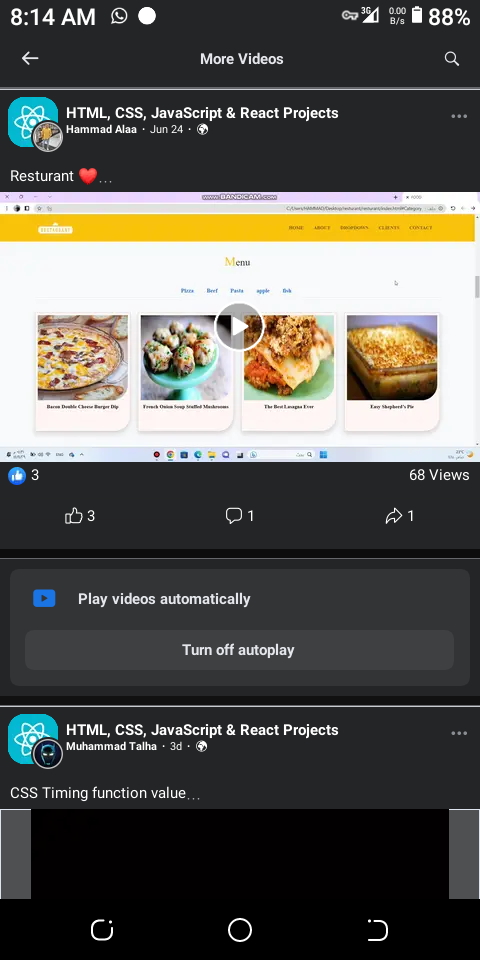 8:14 AM
3G
0.00
B/s
88%
More Videos
HTML, CSS, JavaScript & React Projects
Hammad Alaa · Jun 24 ·
Resturant ❤️...
WWW.BANDICAM.COM
RESTAURANT
HOME ABOUT DROPDOWN CLIENTS CONTACT
Menu
Pizza Beef Pasta apple fish
Bacon Double Cheese Burger Dip
French Onion Soup Stuffed Mushrooms
The Best Lasagna Ever
Easy Shepherd's Pie
3
68 Views
3
1
1
Play videos automatically
Turn off autoplay
HTML, CSS, JavaScript & React Projects
Muhammad Talha · 3d ·
CSS Timing function value...